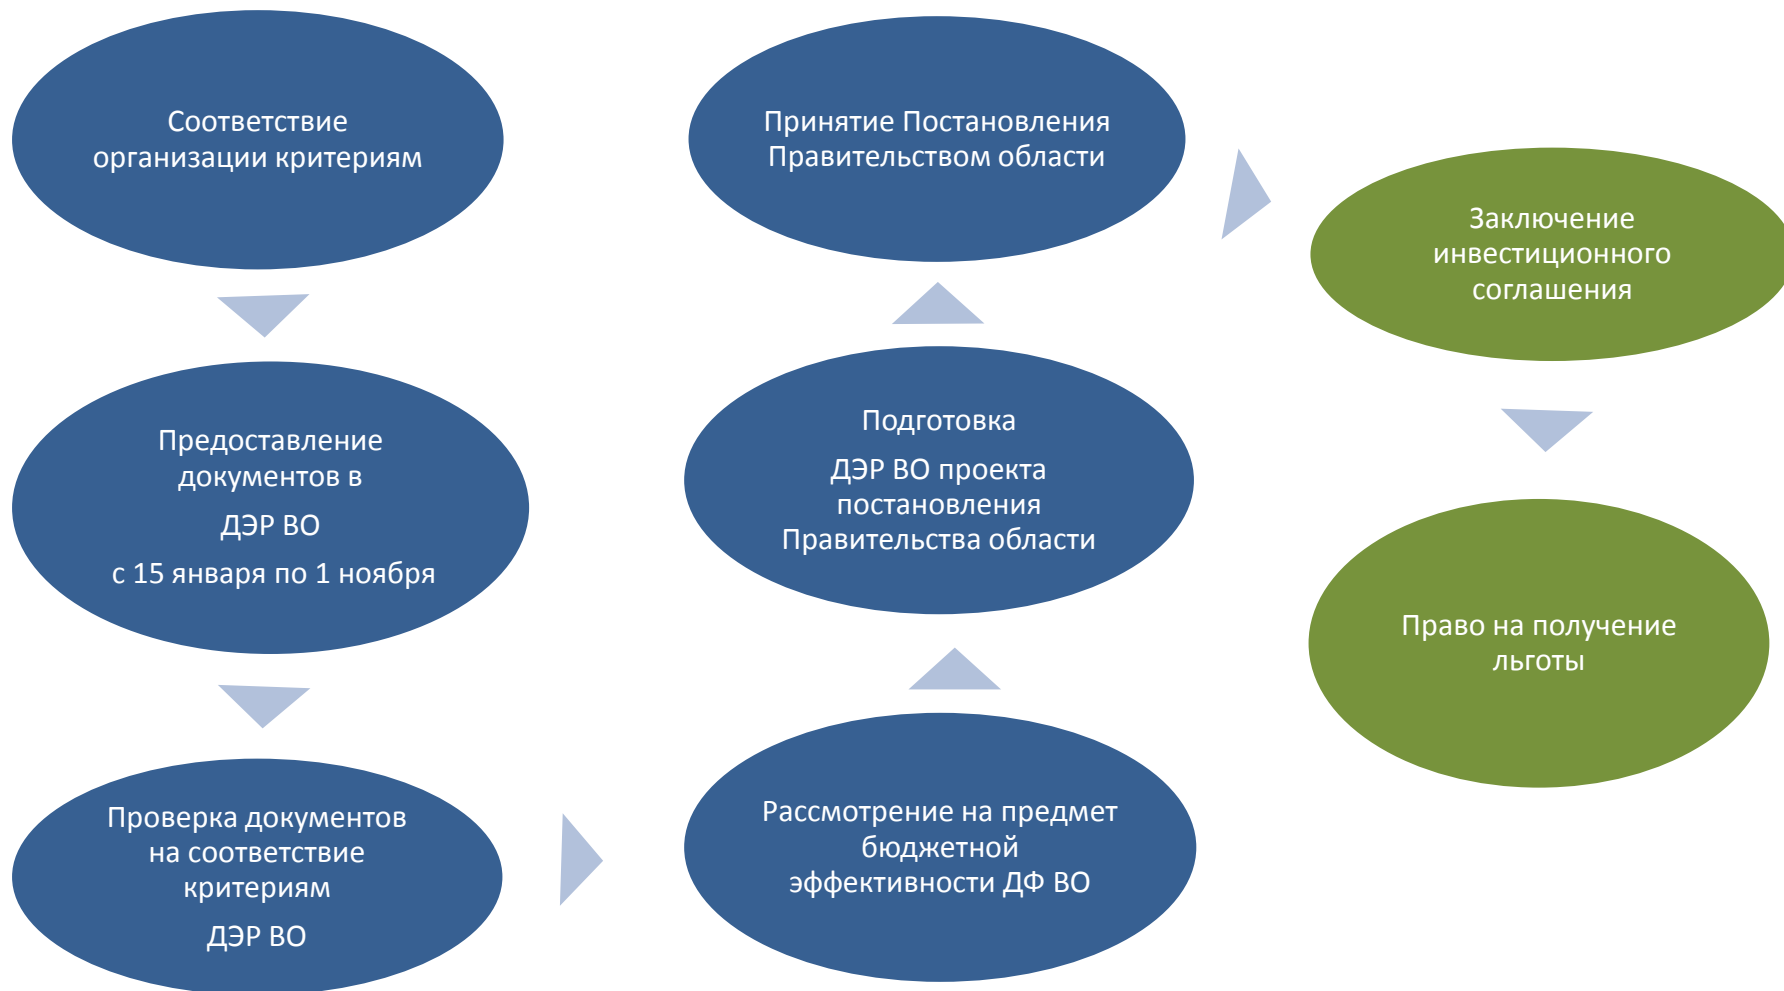 Соответствие
организации критериям
Предоставление
документов в
ДЭР ВО
с 15 января по 1 ноября
Проверка документов
на соответствие
критериям
ДЭР ВО
Рассмотрение на предмет
бюджетной
эффективности ДФ ВО
Подготовка
ДЭР ВО проекта
постановления
Правительства области
Принятие Постановления
Правительством области
Заключение
инвестиционного
соглашения
Право на получение
льготы